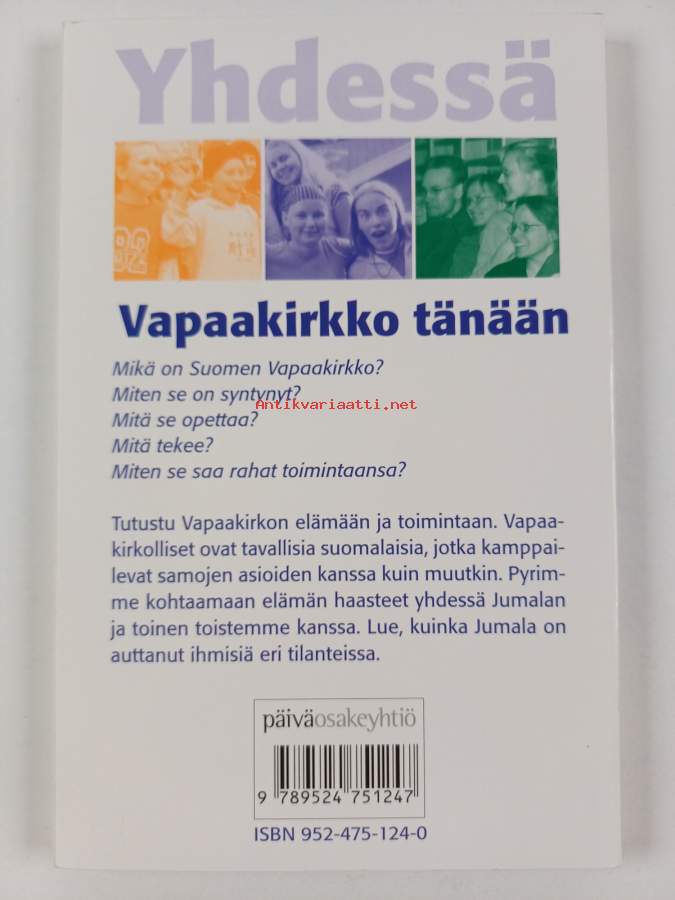 Yhdessä
Vapaakirkko tänään
Mikä on Suomen Vapaakirkko?
Miten se on syntynyt?
Antikvariaatti.net
Mitä se opettaa?
Mitä tekee?
Miten se saa rahat toimintaansa?
Tutustu Vapaakirkon elämään ja toimintaan. Vapaa-
kirkolliset ovat tavallisia suomalaisia, jotka kamppai-
levat samojen asioiden kanssa kuin muutkin. Pyrim-
me kohtaamaan elämän haasteet yhdessä Jumalan
ja toinen toistemme kanssa. Lue, kuinka Jumala on
auttanut ihmisiä eri tilanteissa.
päiväosakeyhtiö
9 789524 751247
ISBN 952-475-124-0